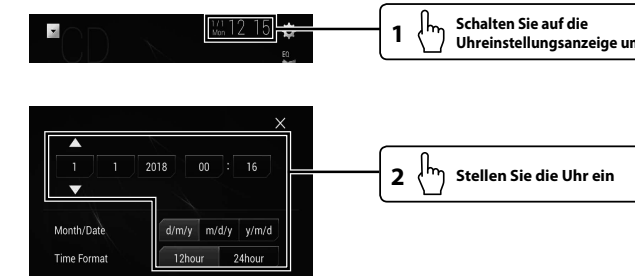 CD
1/1
Mon 12 15
EQ
1 Schalten Sie auf die
Uhreinstellungsanzeige um
1 1 2018 00 : 16
Month/Date d/m/y m/d/y y/m/d
Time Format 12hour 24hour
2 Stellen Sie die Uhr ein